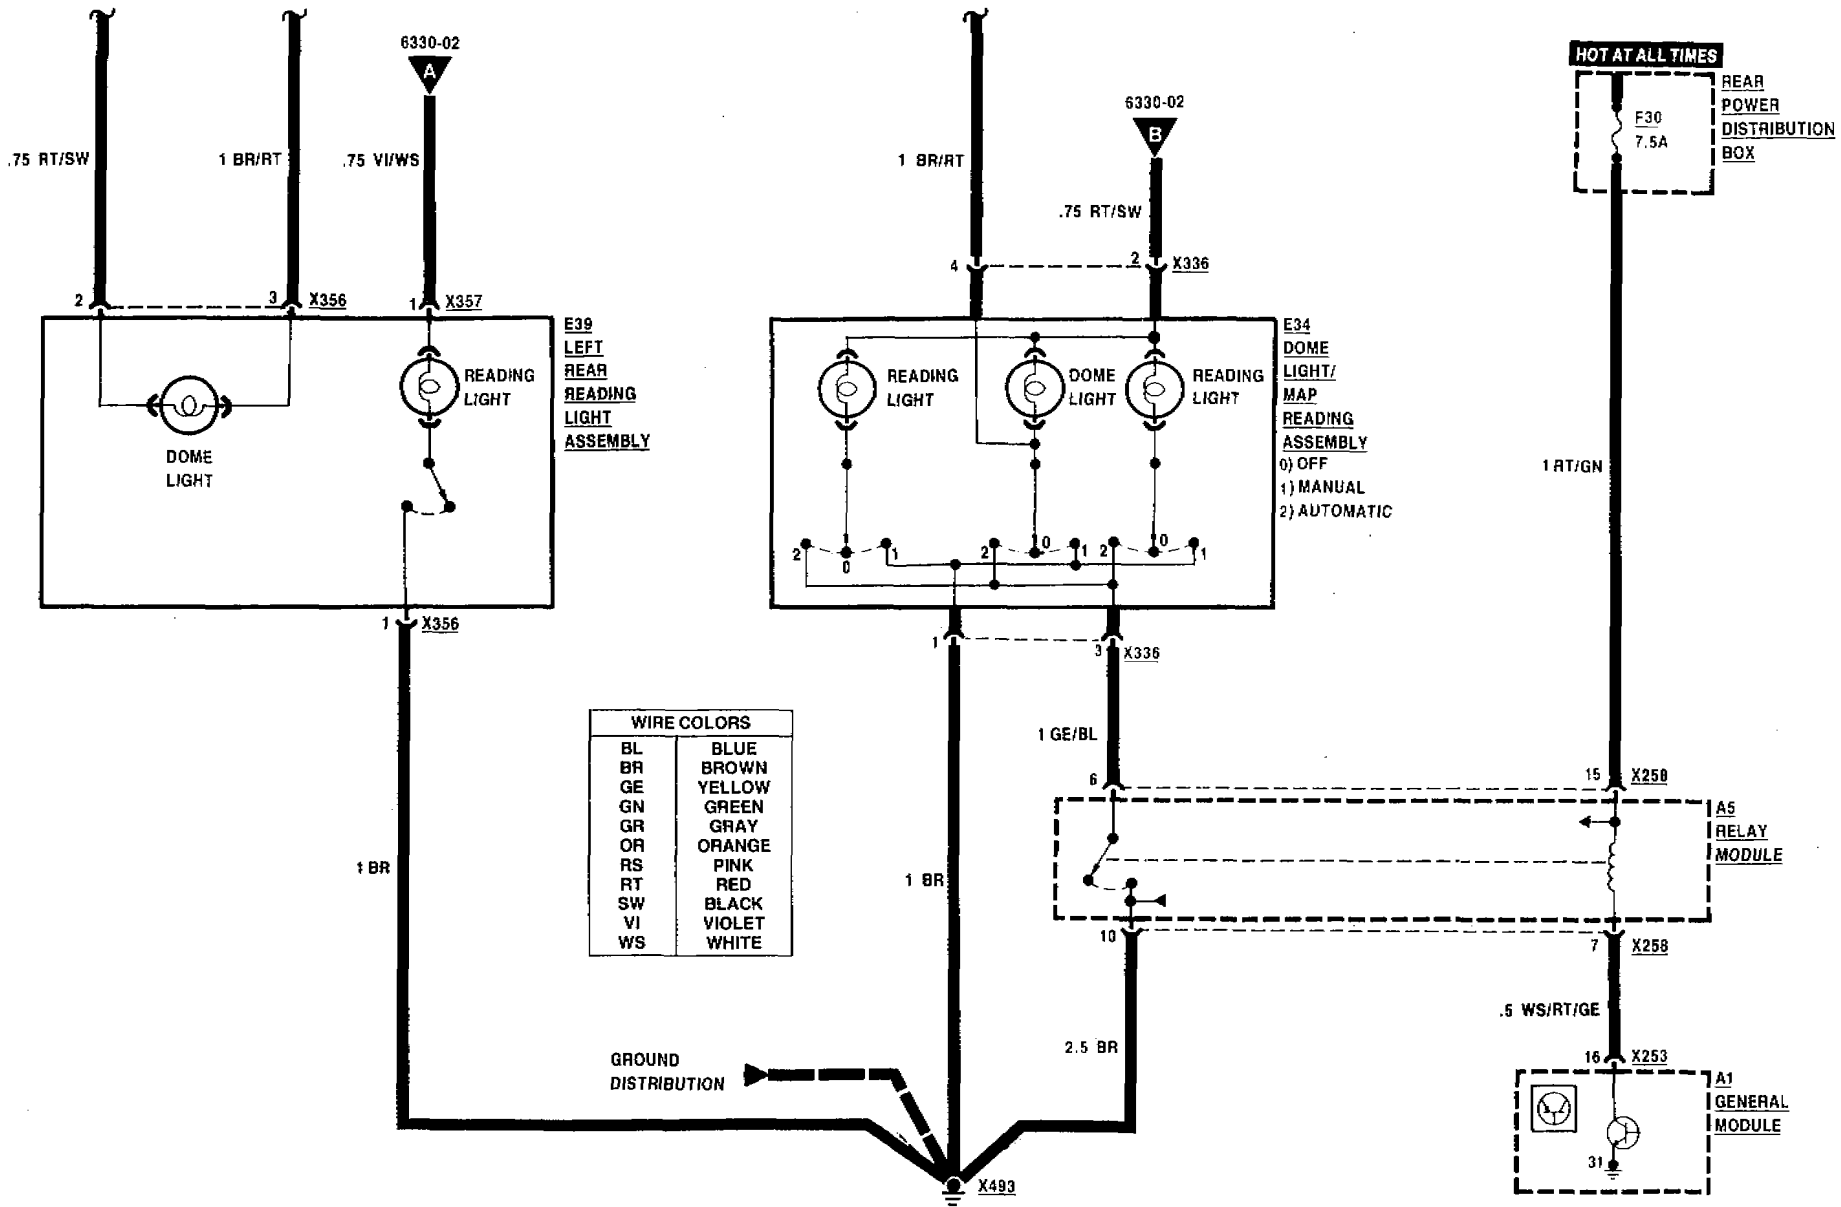 6330-02
A
.75 RT/SW
1 BR/RT
.75 VI/WS
2
3
X356
1
X357
E39
LEFT
REAR
READING
LIGHT
ASSEMBLY
READING
LIGHT
DOME
LIGHT
1
X356
1 BR
6330-02
B
1 BR/RT
.75 RT/SW
4
2
X336
E34
DOME
LIGHT/
MAP
READING
ASSEMBLY
0) OFF
1) MANUAL
2) AUTOMATIC
READING
LIGHT
DOME
LIGHT
READING
LIGHT
2
0
1
2
0
1
2
0
1
1
3
X336
1 GE/BL
1 BR
HOT AT ALL TIMES
REAR
POWER
DISTRIBUTION
BOX
F30
7.5A
1 RT/GN
6
15
X258
A5
RELAY
MODULE
10
7
X258
2.5 BR
.5 WS/RT/GE
16
X253
A1
GENERAL
MODULE
31
WIRE COLORS
BL BLUE
BR BROWN
GE YELLOW
GN GREEN
GR GRAY
OR ORANGE
RS PINK
RT RED
SW BLACK
VI VIOLET
WS WHITE
GROUND
DISTRIBUTION
X493